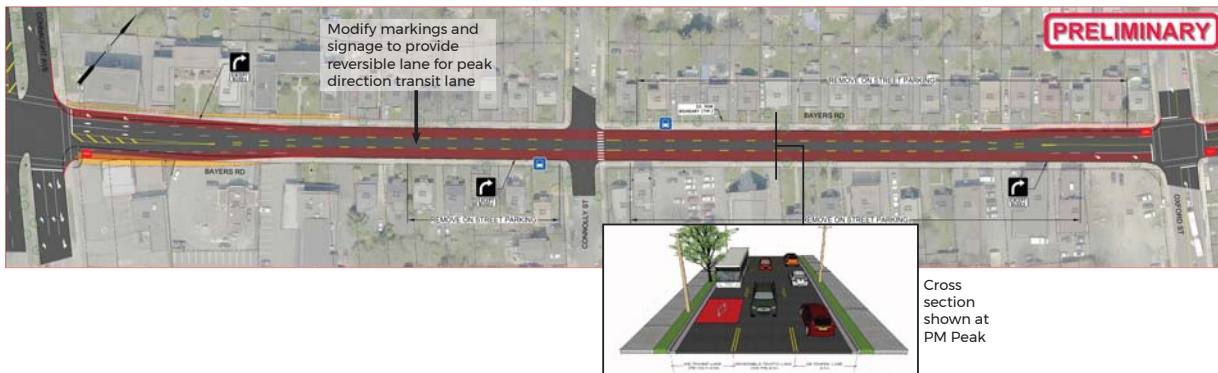 PRELIMINARY
Modify markings and
signage to provide
reversible lane for peak
direction transit lane
REMOVE ON STREET PARKING
BAYERS RD
BAYERS RD
REMOVE ON STREET PARKING
CONNOLLY ST
REMOVE ON STREET PARKING
OXFORD ST
Cross
section
shown at
PM Peak